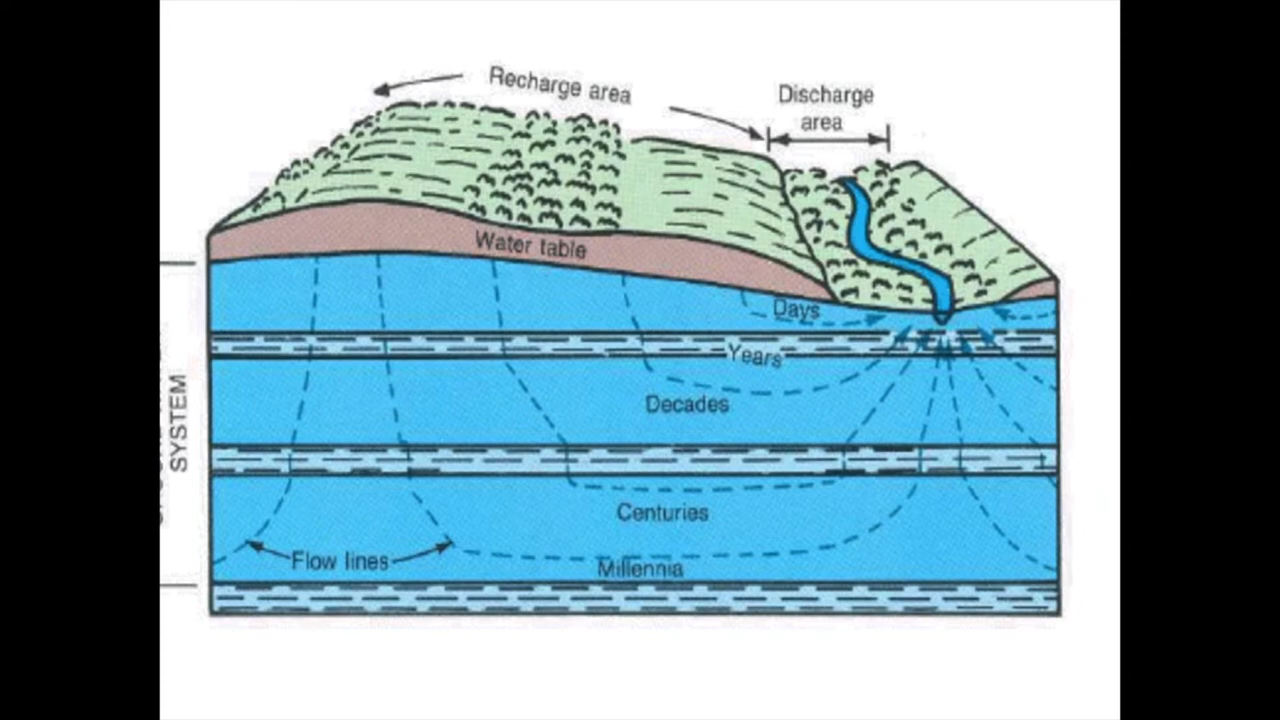 Recharge area
Discharge
area
Water table
Days
Years
Decades
Centuries
Flow lines
Millennia
SYSTEM